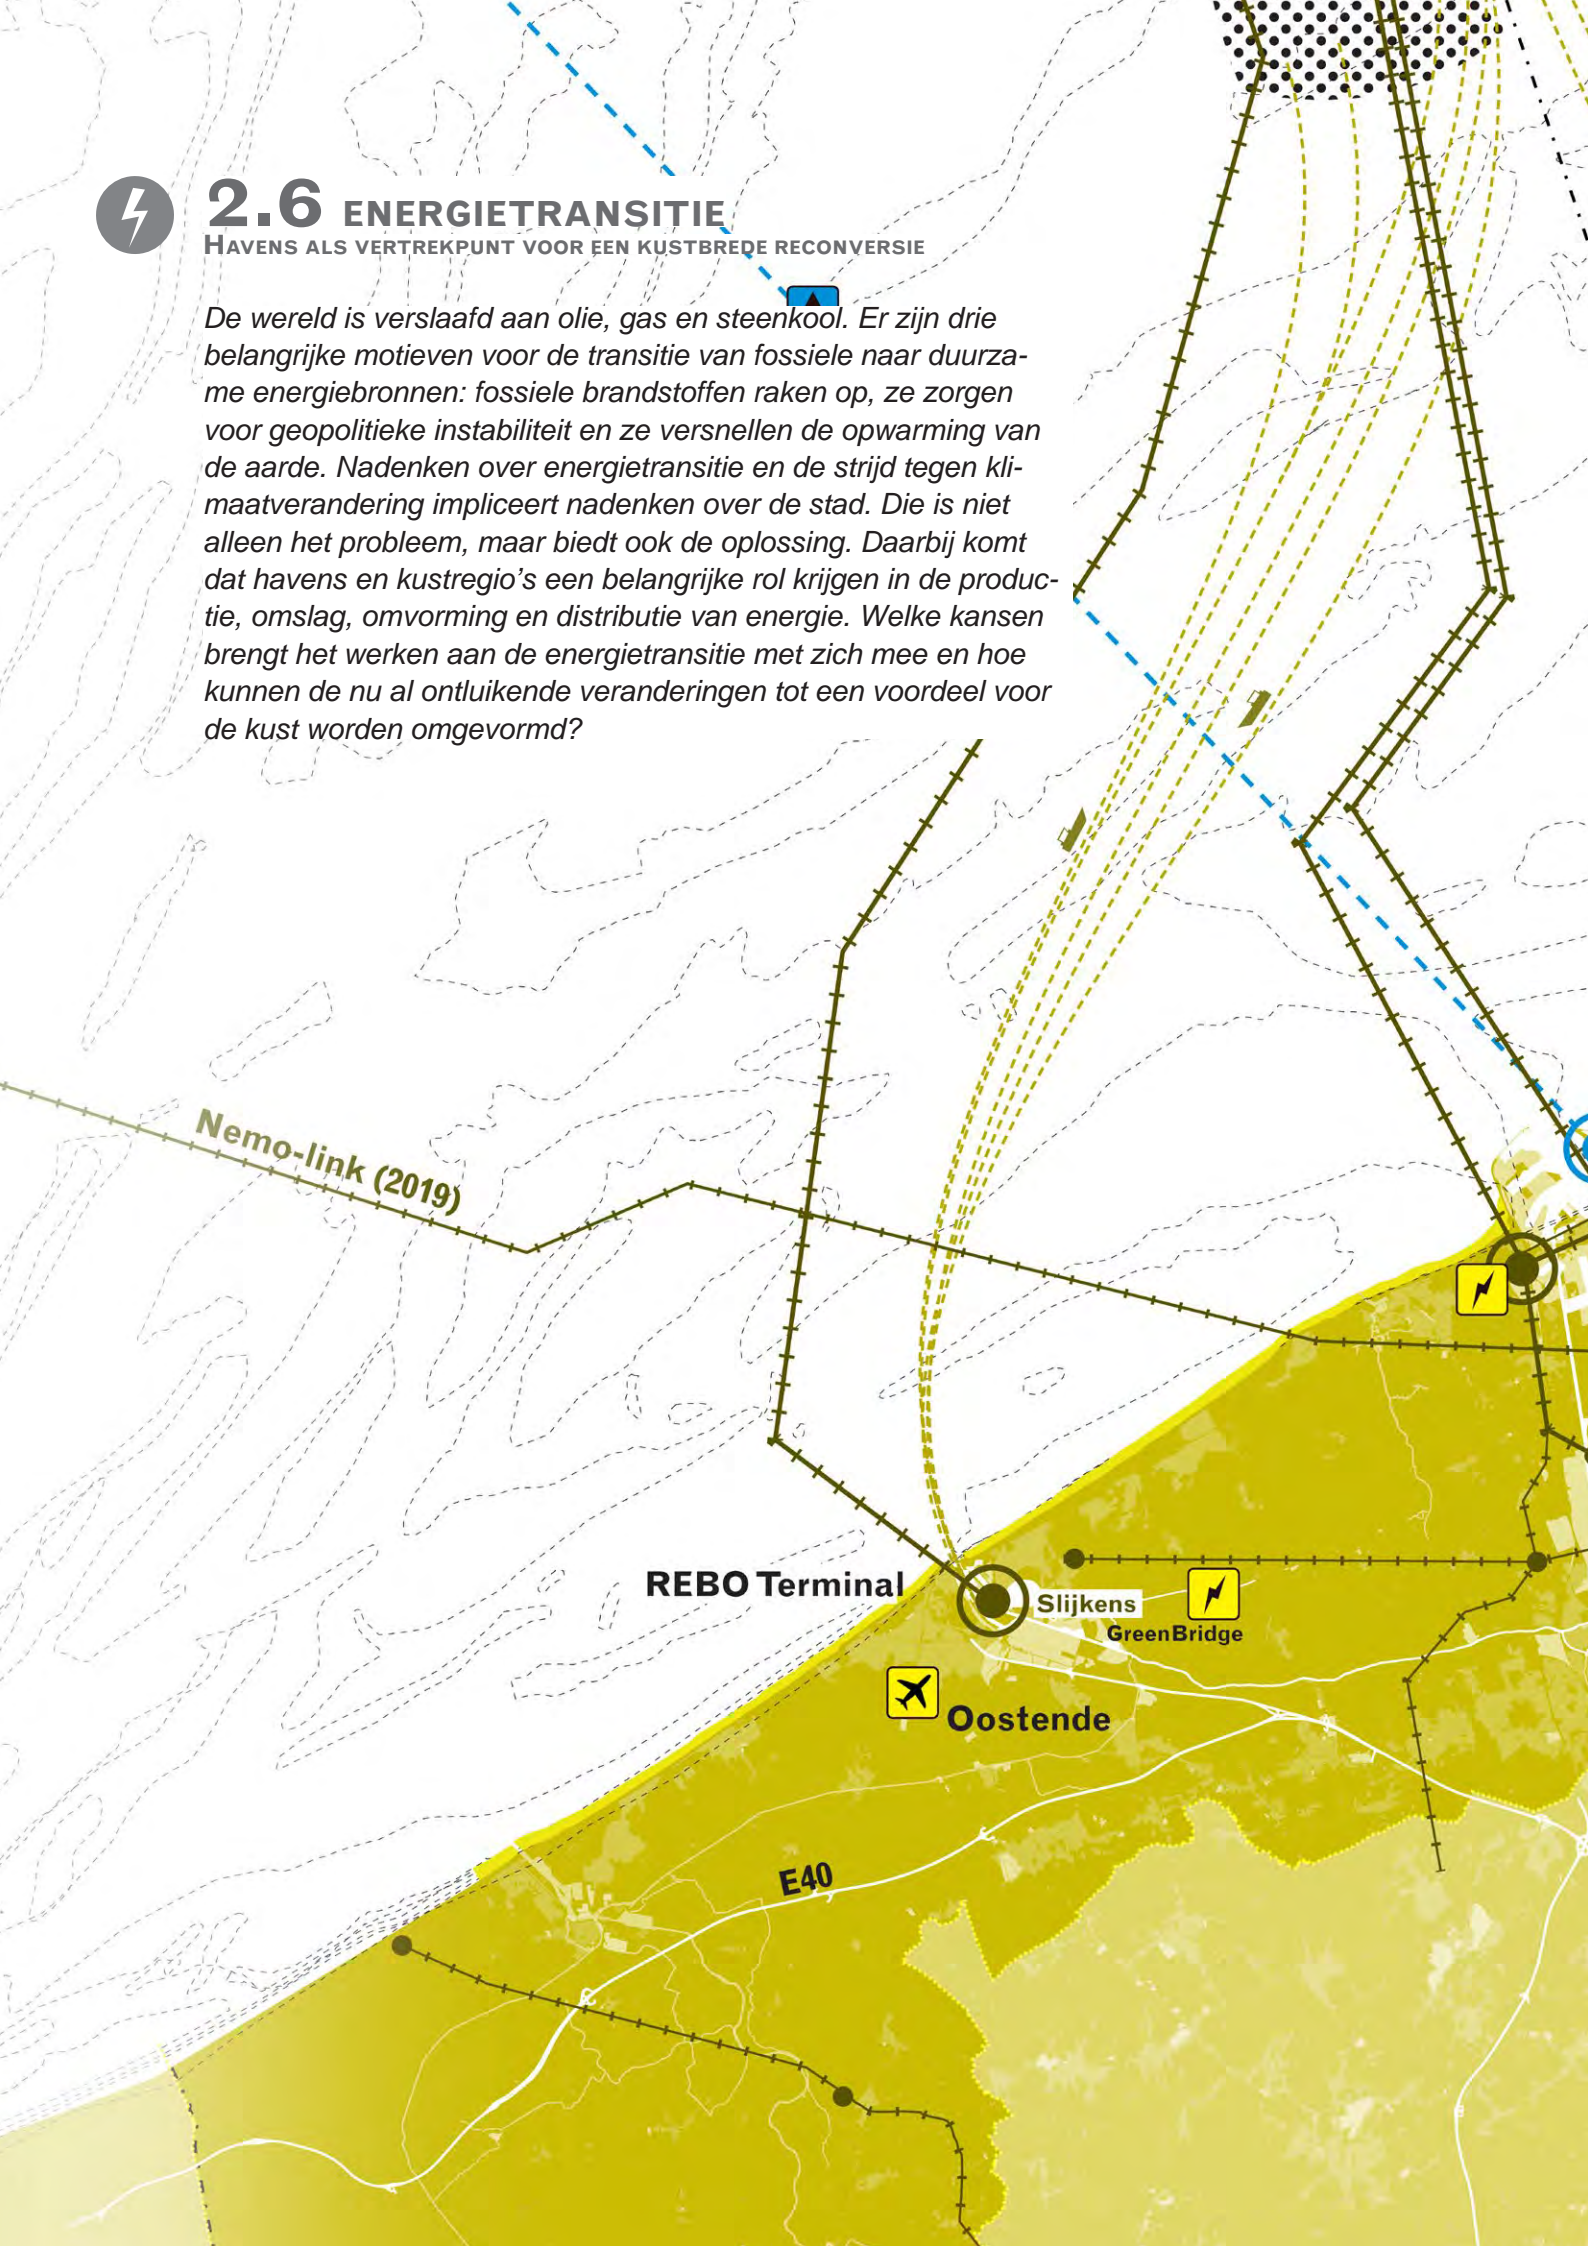 2.6 ENERGIETRANSITIE
HAVENS ALS VERTREKPUNT VOOR EEN KUSTBREDE RECONVERSIE
De wereld is verslaafd aan olie, gas en steenkool. Er zijn drie
belangrijke motieven voor de transitie van fossiele naar duurza-
me energiebronnen: fossiele brandstoffen raken op, ze zorgen
voor geopolitieke instabiliteit en ze versnellen de opwarming van
de aarde. Nadenken over energietransitie en de strijd tegen kli-
maatverandering impliceert nadenken over de stad. Die is niet
alleen het probleem, maar biedt ook de oplossing. Daarbij komt
dat havens en kustregio’s een belangrijke rol krijgen in de produc-
tie, omslag, omvorming en distributie van energie. Welke kansen
brengt het werken aan de energietransitie met zich mee en hoe
kunnen de nu al ontluikende veranderingen tot een voordeel voor
de kust worden omgevormd?
Nemo-link (2019)
REBO Terminal
Slijkens
GreenBridge
Oostende
E40